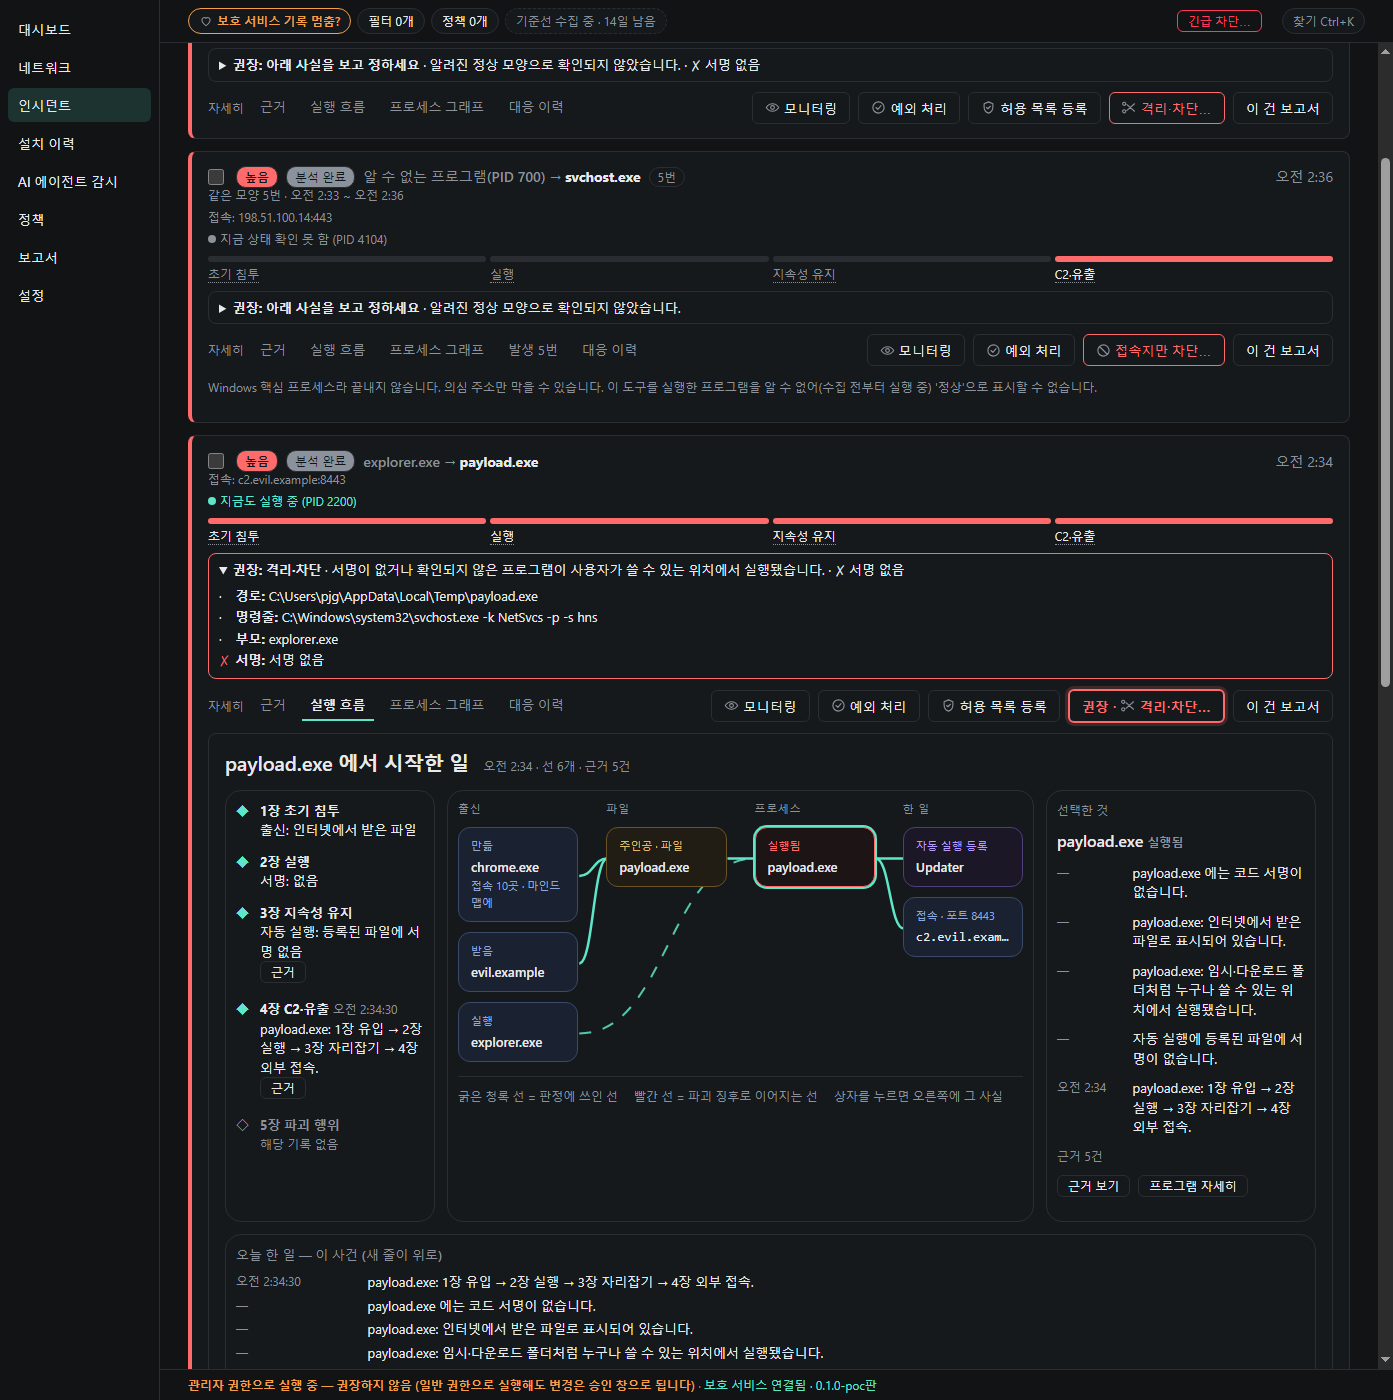 대시보드
네트워크
인시던트
설치 이력
AI 에이전트 감시
정책
보고서
설정
보호 서비스 기록 멈춤?
필터 0개
정책 0개
기준선 수집 중 · 14일 남음
긴급 차단...
찾기 Ctrl+K
▶ 권장: 아래 사실을 보고 정하세요 · 알려진 정상 모양으로 확인되지 않았습니다. · ✗ 서명 없음
자세히 근거 실행 흐름 프로세스 그래프 대응 이력
모니터링
예외 처리
허용 목록 등록
격리·차단...
이 건 보고서
높음 분석 완료 알 수 없는 프로그램(PID 700) → svchost.exe 5번 오전 2:36
같은 모양 5번 · 오전 2:33 ~ 오전 2:36
접속: 198.51.100.14:443
지금 상태 확인 못 함 (PID 4104)
초기 침투 실행 지속성 유지 C2·유출
▶ 권장: 아래 사실을 보고 정하세요 · 알려진 정상 모양으로 확인되지 않았습니다.
자세히 근거 실행 흐름 프로세스 그래프 발생 5번 대응 이력
모니터링
예외 처리
접속지만 차단...
이 건 보고서
Windows 핵심 프로세스라 끝내지 않습니다. 의심 주소만 막을 수 있습니다. 이 도구를 실행한 프로그램을 알 수 없어(수집 전부터 실행 중) '정상'으로 표시할 수 없습니다.
높음 분석 완료 explorer.exe → payload.exe 오전 2:34
접속: c2.evil.example:8443
지금도 실행 중 (PID 2200)
초기 침투 실행 지속성 유지 C2·유출
▼ 권장: 격리·차단 · 서명이 없거나 확인되지 않은 프로그램이 사용자가 쓸 수 있는 위치에서 실행됐습니다. · ✗ 서명 없음
· 경로: C:\Users\pjg\AppData\Local\Temp\payload.exe
· 명령줄: C:\Windows\system32\svchost.exe -k NetSvcs -p -s hns
· 부모: explorer.exe
✗ 서명: 서명 없음
자세히 근거 실행 흐름 프로세스 그래프 대응 이력
모니터링
예외 처리
허용 목록 등록
권장 · 격리·차단...
이 건 보고서
payload.exe 에서 시작한 일 오전 2:34 · 선 6개 · 근거 5건
1장 초기 침투
출신: 인터넷에서 받은 파일
2장 실행
서명: 없음
3장 지속성 유지
자동 실행: 등록된 파일에 서
명 없음
근거
4장 C2·유출 오전 2:34:30
payload.exe: 1장 유입 → 2장
실행 → 3장 자리잡기 → 4장
외부 접속.
근거
5장 파괴 행위
해당 기록 없음
출신 파일 프로세스 한 일
만듦
chrome.exe
접속 10곳 · 마인드
맵에
받음
evil.example
실행
explorer.exe
주인공 · 파일
payload.exe
실행됨
payload.exe
자동 실행 등록
Updater
접속 · 포트 8443
c2.evil.exam…
굵은 청록 선 = 판정에 쓰인 선 빨간 선 = 파괴 징후로 이어지는 선 상자를 누르면 오른쪽에 그 사실
선택한 것
payload.exe 실행됨
— payload.exe 에는 코드 서명이
없습니다.
— payload.exe: 인터넷에서 받은
파일로 표시되어 있습니다.
— payload.exe: 임시·다운로드 폴
더처럼 누구나 쓸 수 있는 위
치에서 실행됐습니다.
— 자동 실행에 등록된 파일에 서
명이 없습니다.
오전 2:34 payload.exe: 1장 유입 → 2장
실행 → 3장 자리잡기 → 4장
외부 접속.
근거 5건
근거 보기
프로그램 자세히
오늘 한 일 — 이 사건 (새 줄이 위로)
오전 2:34:30 payload.exe: 1장 유입 → 2장 실행 → 3장 자리잡기 → 4장 외부 접속.
— payload.exe 에는 코드 서명이 없습니다.
— payload.exe: 인터넷에서 받은 파일로 표시되어 있습니다.
— payload.exe: 임시·다운로드 폴더처럼 누구나 쓸 수 있는 위치에서 실행됐습니다.
관리자 권한으로 실행 중 — 권장하지 않음 (일반 권한으로 실행해도 변경은 승인 창으로 됩니다) · 보호 서비스 연결됨 · 0.1.0-poc판